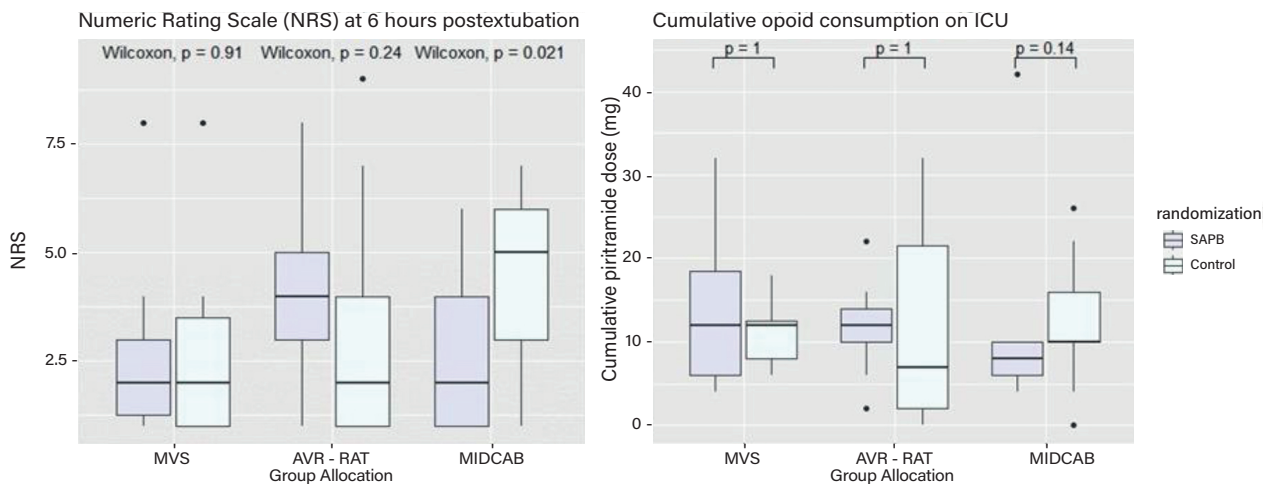 Numeric Rating Scale (NRS) at 6 hours postextubation
Wilcoxon, p = 0.91 Wilcoxon, p = 0.24 Wilcoxon, p = 0.021
NRS
7.5
5.0
2.5
MVS AVR - RAT MIDCAB
Group Allocation
Cumulative opoid consumption on ICU
p = 1 p = 1 p = 0.14
Cumulative piritramide dose (mg)
40
30
20
10
0
MVS AVR - RAT MIDCAB
Group Allocation
randomization
SAPB
Control